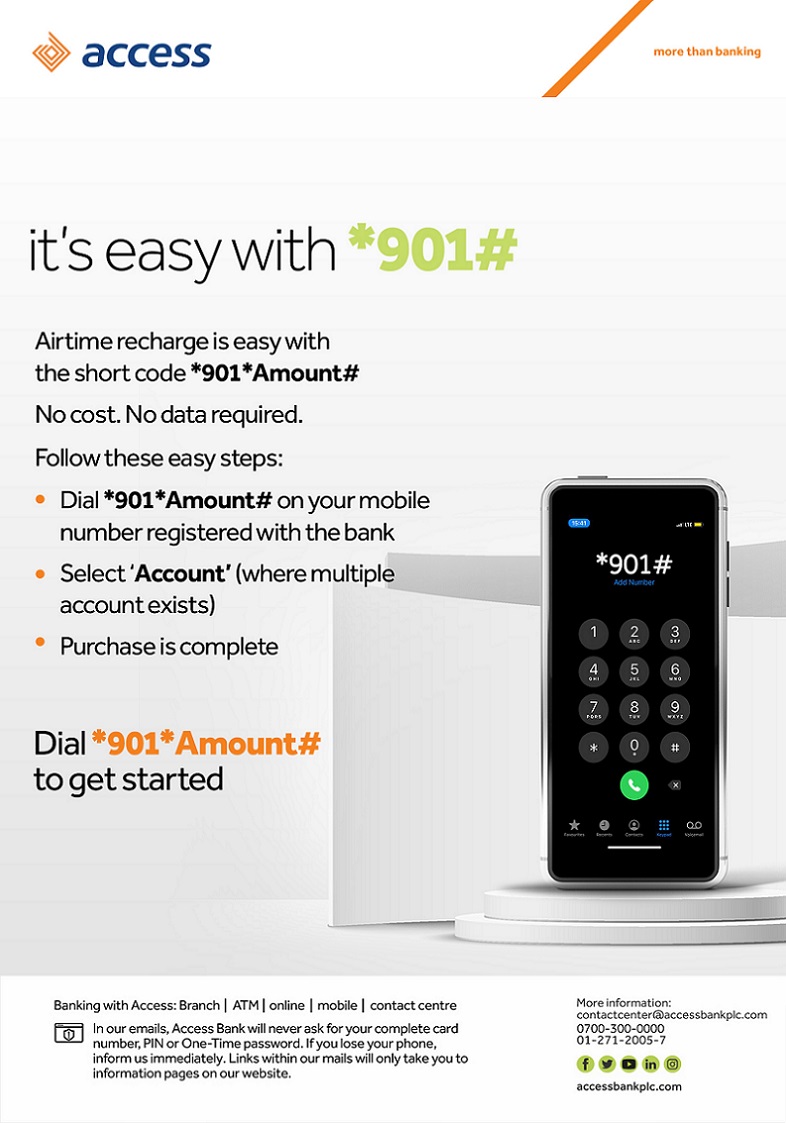 access
more than banking
it's easy with *901#
Airtime recharge is easy with
the short code *901*Amount#
No cost. No data required.
Follow these easy steps:
• Dial *901*Amount# on your mobile
number registered with the bank
• Select 'Account' (where multiple
account exists)
• Purchase is complete
Dial *901*Amount#
to get started
15:41
LTE
*901#
Add Number
1 2 3
ABC DEF
4 5 6
GHI JKL MNO
7 8 9
PQRS TUV WXYZ
* 0 #
+
Favourites Recents Contacts Keypad Voicemail
Banking with Access: Branch | ATM | online | mobile | contact centre
In our emails, Access Bank will never ask for your complete card
number, PIN or One-Time password. If you lose your phone,
inform us immediately. Links within our mails will only take you to
information pages on our website.
More information:
contactcenter@accessbankplc.com
0700-300-0000
01-271-2005-7
accessbankplc.com